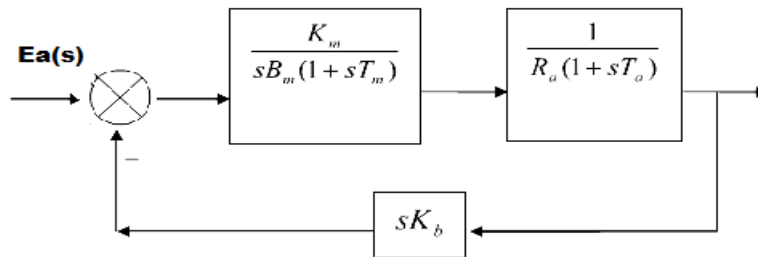 Ea(s)
K_m
sB_m(1 + sT_m)
1
R_a(1 + sT_a)
−
sK_b